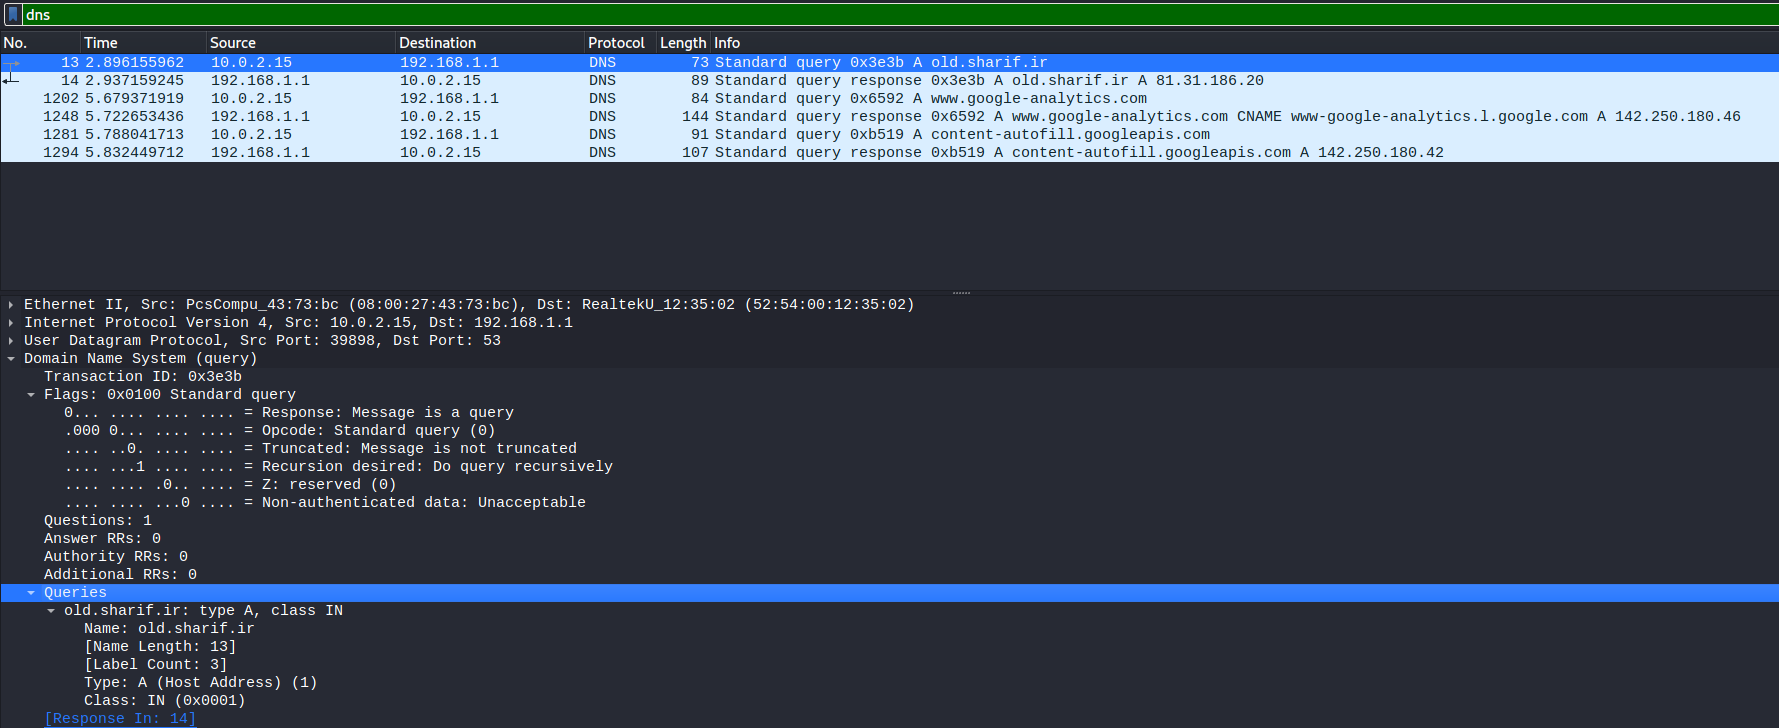 dns
No. Time Source Destination Protocol Length Info
13 2.896155962 10.0.2.15 192.168.1.1 DNS 73 Standard query 0x3e3b A old.sharif.ir
14 2.937159245 192.168.1.1 10.0.2.15 DNS 89 Standard query response 0x3e3b A old.sharif.ir A 81.31.186.20
1202 5.679371919 10.0.2.15 192.168.1.1 DNS 84 Standard query 0x6592 A www.google-analytics.com
1248 5.722653436 192.168.1.1 10.0.2.15 DNS 144 Standard query response 0x6592 A www.google-analytics.com CNAME www-google-analytics.l.google.com A 142.250.180.46
1281 5.788041713 10.0.2.15 192.168.1.1 DNS 91 Standard query 0xb519 A content-autofill.googleapis.com
1294 5.832449712 192.168.1.1 10.0.2.15 DNS 107 Standard query response 0xb519 A content-autofill.googleapis.com A 142.250.180.42
Ethernet II, Src: PcsCompu_43:73:bc (08:00:27:43:73:bc), Dst: RealtekU_12:35:02 (52:54:00:12:35:02)
Internet Protocol Version 4, Src: 10.0.2.15, Dst: 192.168.1.1
User Datagram Protocol, Src Port: 39898, Dst Port: 53
Domain Name System (query)
Transaction ID: 0x3e3b
Flags: 0x0100 Standard query
0... .... .... .... = Response: Message is a query
.000 0... .... .... = Opcode: Standard query (0)
.... ..0. .... .... = Truncated: Message is not truncated
.... ...1 .... .... = Recursion desired: Do query recursively
.... .... .0.. .... = Z: reserved (0)
.... .... ...0 .... = Non-authenticated data: Unacceptable
Questions: 1
Answer RRs: 0
Authority RRs: 0
Additional RRs: 0
Queries
old.sharif.ir: type A, class IN
Name: old.sharif.ir
[Name Length: 13]
[Label Count: 3]
Type: A (Host Address) (1)
Class: IN (0x0001)
[Response In: 14]